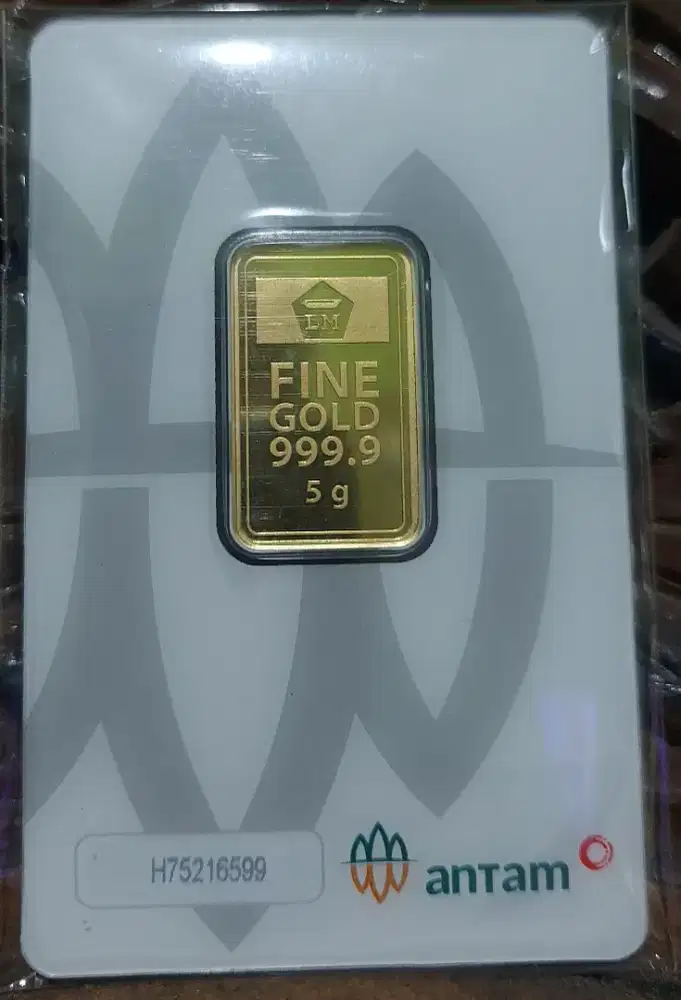 LM
FINE
GOLD
999.9
5 g
H75216599
antam